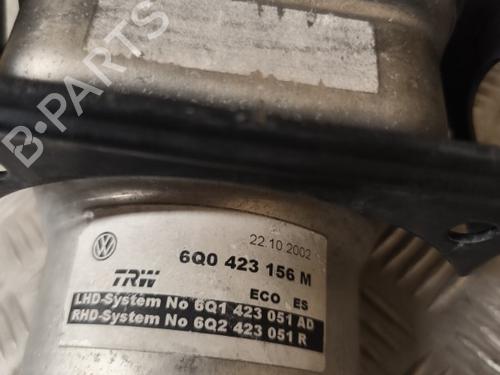 B-PARTS
22.10.2002
6Q0 423 156 M
TRW
ECO ES
LHD-System No 6Q1 423 051 AD
RHD-System No 6Q2 423 051 R